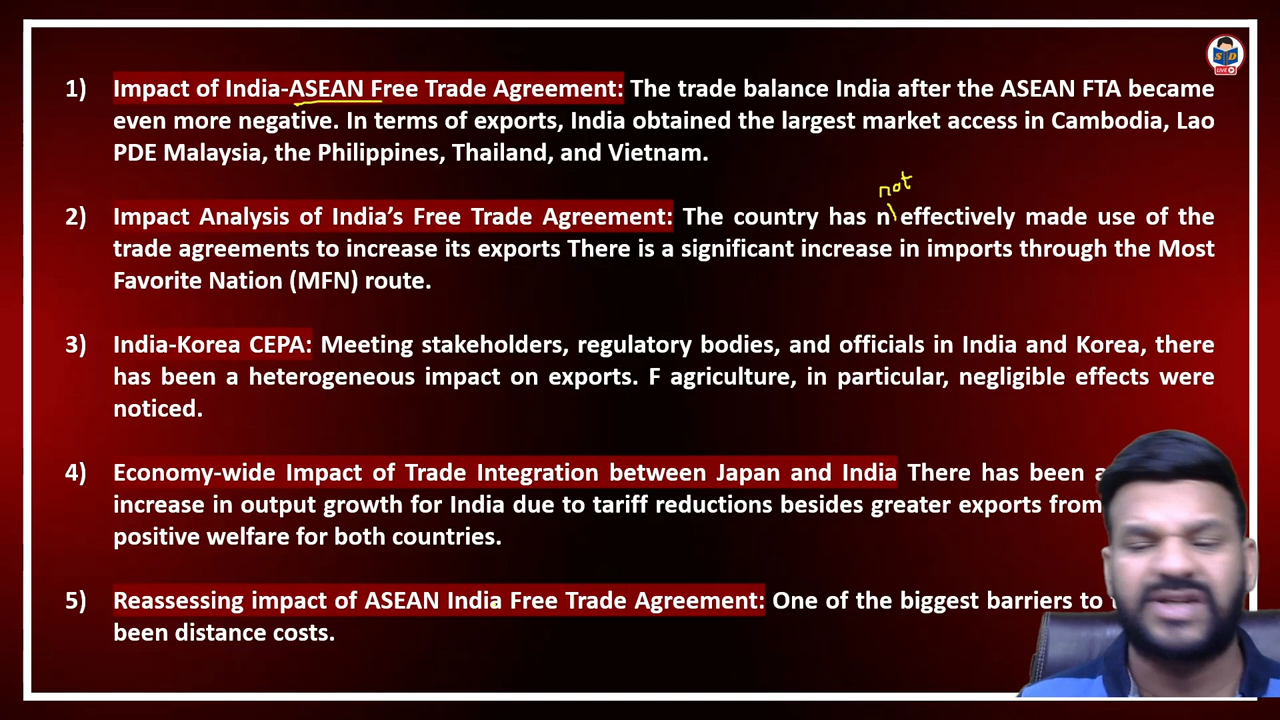 SD
LIVE
1) Impact of India-ASEAN Free Trade Agreement: The trade balance India after the ASEAN FTA became
even more negative. In terms of exports, India obtained the largest market access in Cambodia, Lao
PDE Malaysia, the Philippines, Thailand, and Vietnam.
not
2) Impact Analysis of India’s Free Trade Agreement: The country has n effectively made use of the
trade agreements to increase its exports There is a significant increase in imports through the Most
Favorite Nation (MFN) route.
3) India-Korea CEPA: Meeting stakeholders, regulatory bodies, and officials in India and Korea, there
has been a heterogeneous impact on exports. F agriculture, in particular, negligible effects were
noticed.
4) Economy-wide Impact of Trade Integration between Japan and India There has been a
increase in output growth for India due to tariff reductions besides greater exports from
positive welfare for both countries.
5) Reassessing impact of ASEAN India Free Trade Agreement: One of the biggest barriers to
been distance costs.